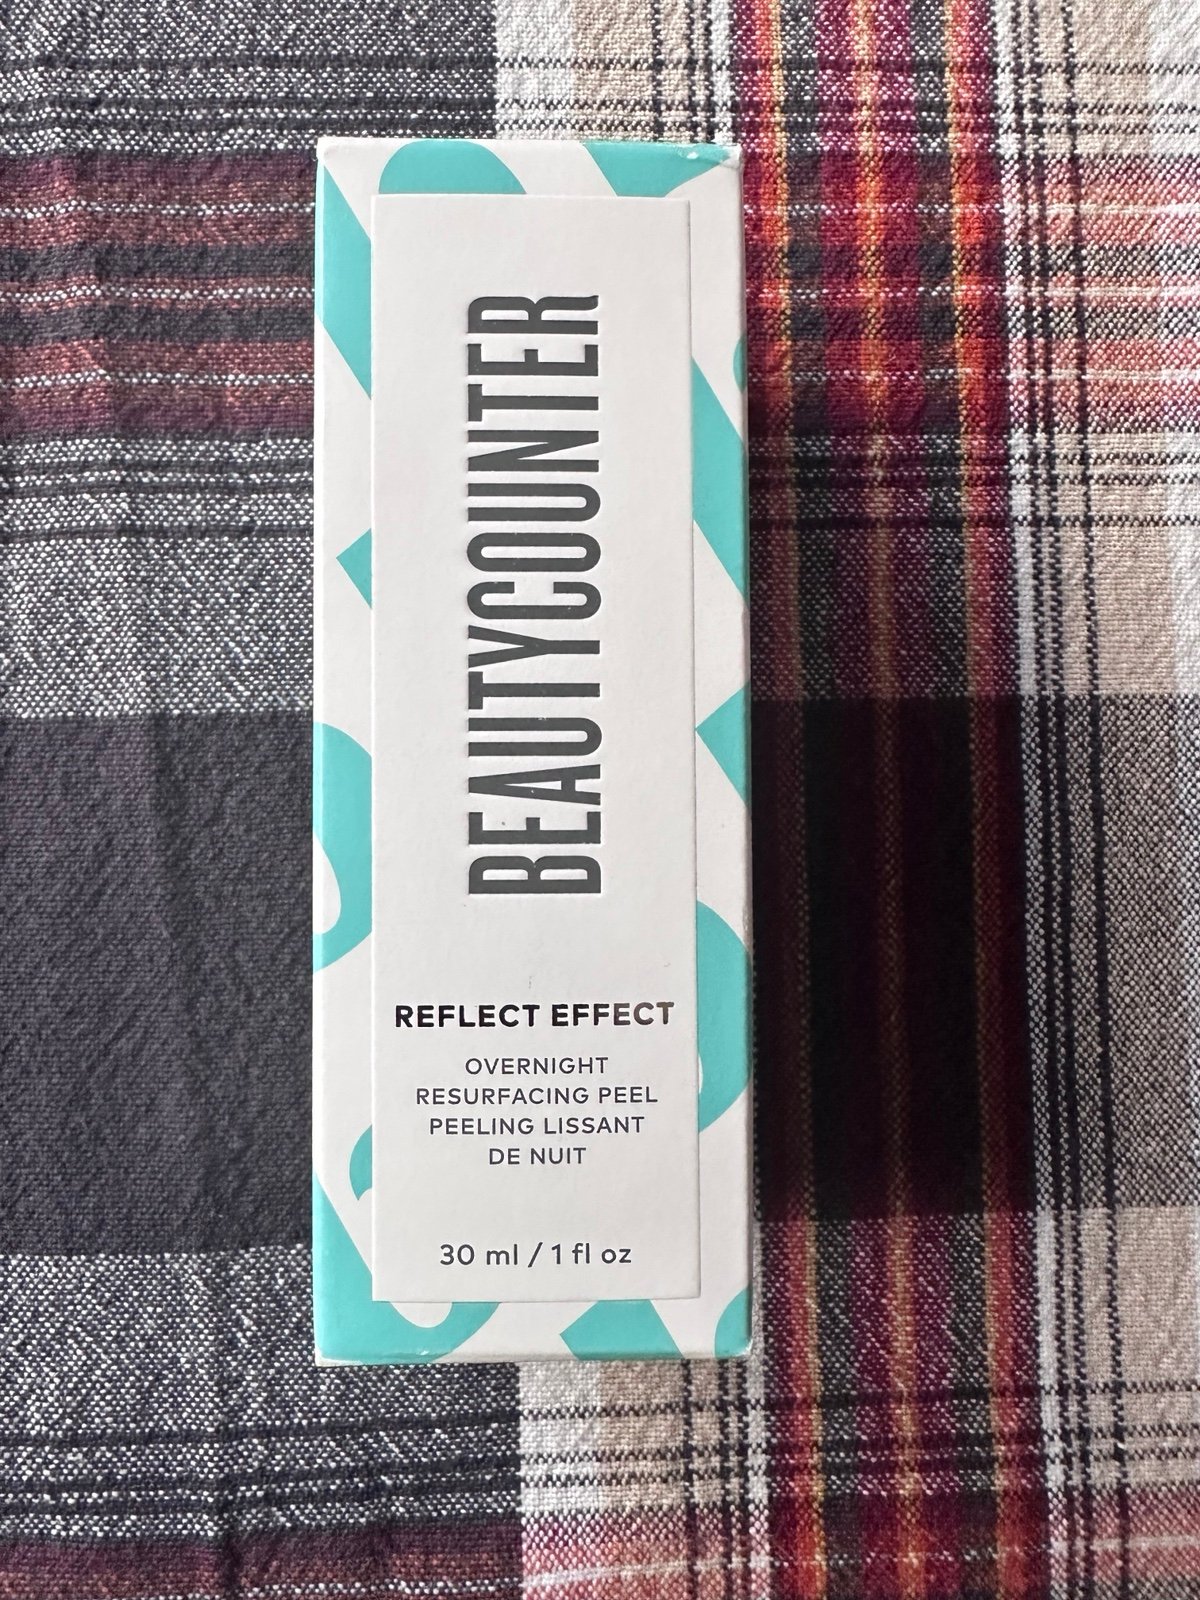 BEAUTYCOUNTER
REFLECT EFFECT
OVERNIGHT
RESURFACING PEEL
PEELING LISSANT
DE NUIT
30 ml / 1 fl oz